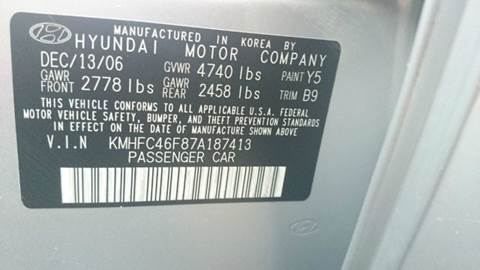 MANUFACTURED IN KOREA BY
HYUNDAI MOTOR COMPANY
DEC/13/06 GVWR 4740 lbs PAINT Y5
GAWR FRONT 2778 lbs GAWR REAR 2458 lbs TRIM B9
THIS VEHICLE CONFORMS TO ALL APPLICABLE U.S.A. FEDERAL
MOTOR VEHICLE SAFETY, BUMPER, AND THEFT PREVENTION STANDARDS
IN EFFECT ON THE DATE OF MANUFACTURE SHOWN ABOVE.
V.I.N KMHFC46F87A187413
PASSENGER CAR